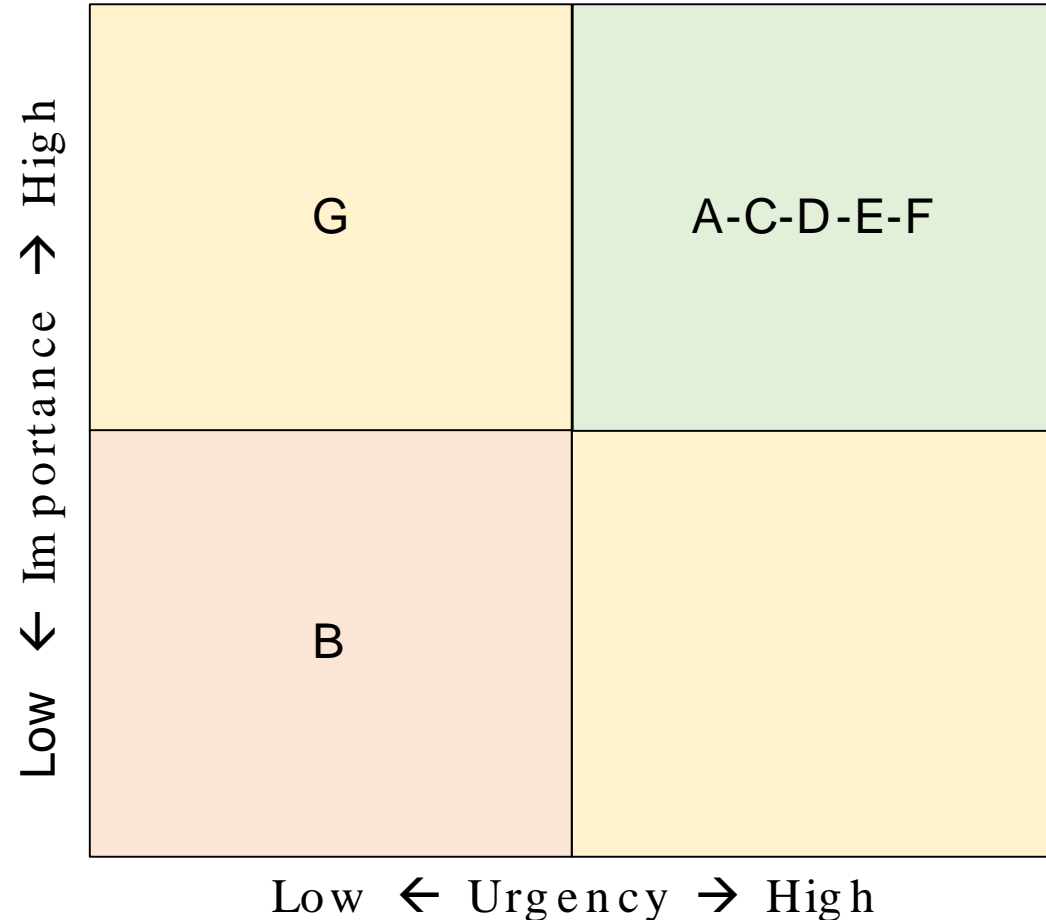 Low ← Importance → High
G
A-C-D-E-F
B
Low ← Urgency → High